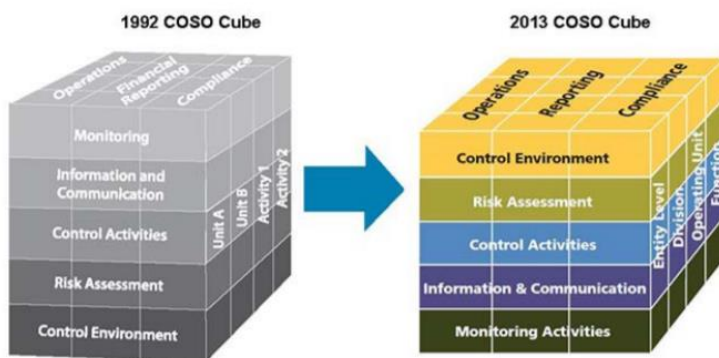 1992 COSO Cube
Operations
Financial
Reporting
Compliance
Monitoring
Information and
Communication
Control Activities
Risk Assessment
Control Environment
Unit A
Unit B
Activity 1
Activity 2
2013 COSO Cube
Operations
Reporting
Compliance
Control Environment
Risk Assessment
Control Activities
Information & Communication
Monitoring Activities
Entity Level
Division
Operating Unit
Function